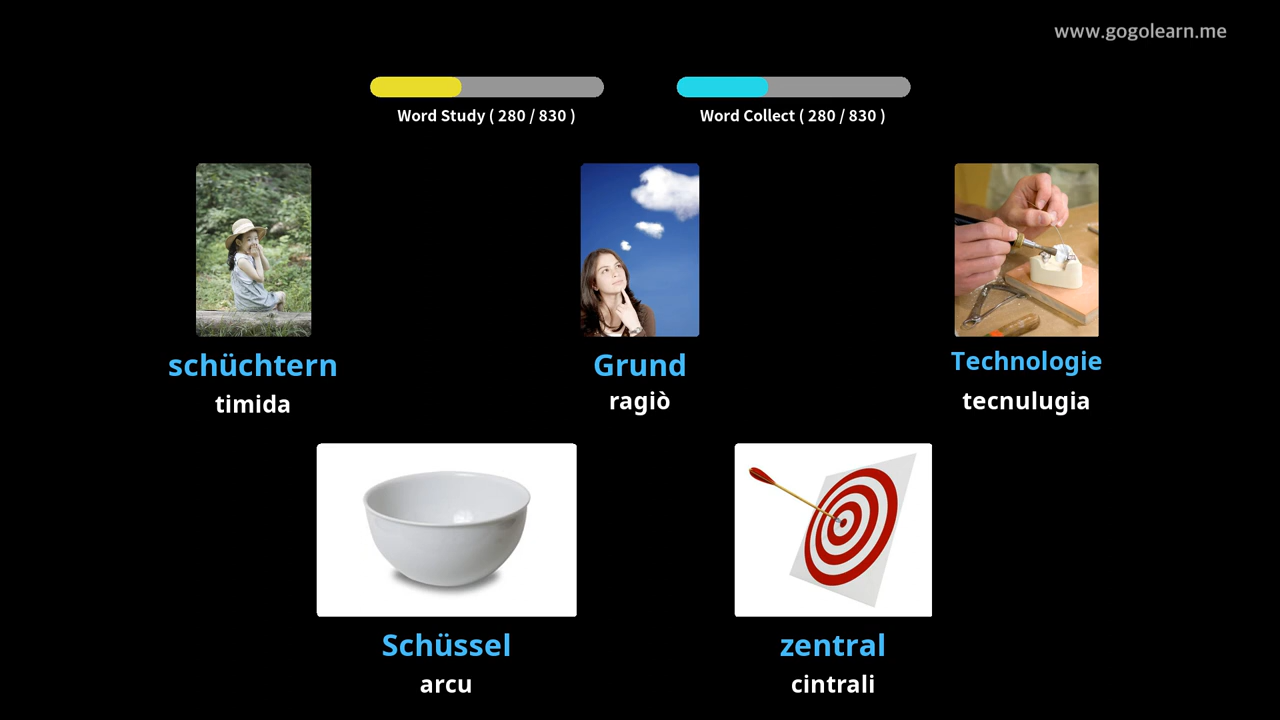 www.gogolearn.me
Word Study ( 280 / 830 )
Word Collect ( 280 / 830 )
schüchtern
timida
Grund
ragiò
Technologie
tecnulugia
Schüssel
arcu
zentral
cintrali